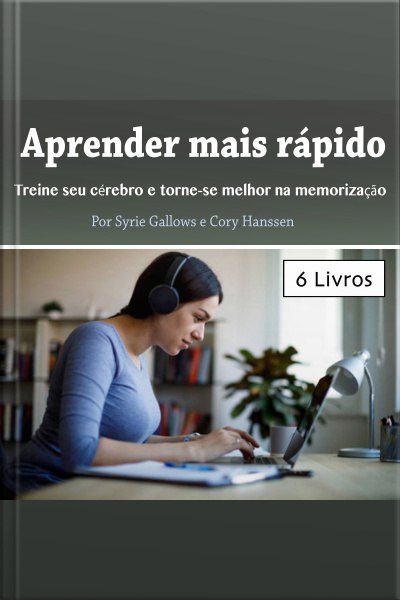 Aprender mais rápido
Treine seu cérebro e torne-se melhor na memorização
Por Syrie Gallows e Cory Hanssen
6 Livros